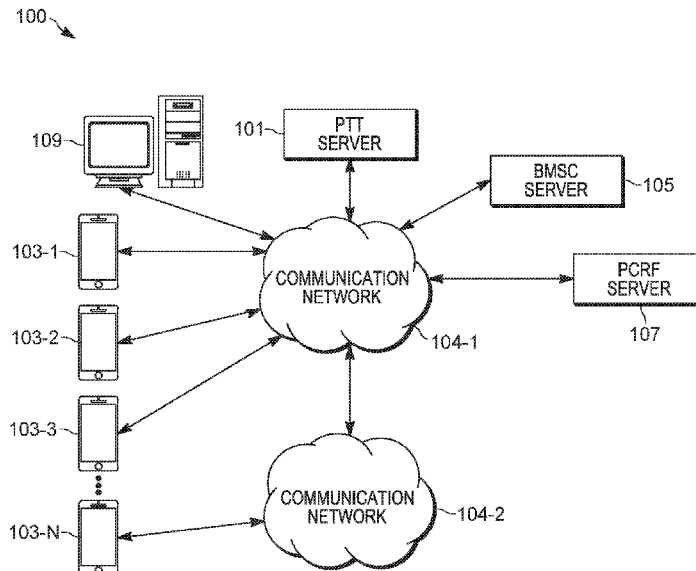 100
109
101
PTT
SERVER
BMSC
SERVER
105
103-1
COMMUNICATION
NETWORK
PCRF
SERVER
107
103-2
104-1
103-3
COMMUNICATION
NETWORK
104-2
103-N